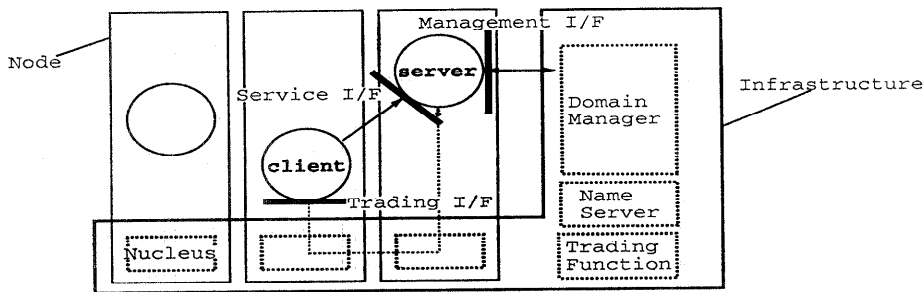 Management I/F
Node
server
Service I/F
Infrastructure
Domain
Manager
client
Trading I/F
Name
Server
Nucleus
Trading
Function